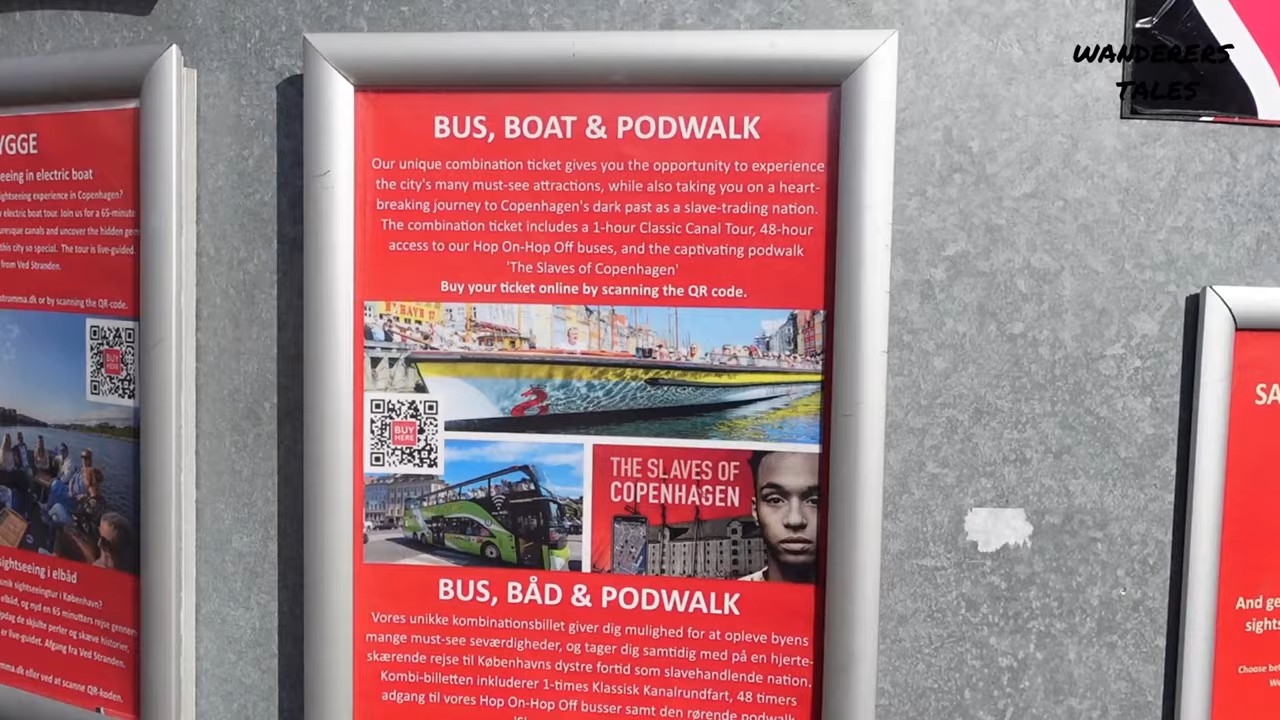 WANDERERS
TALES
YGGE
eeing in electric boat
ightseeing experience in Copenhagen?
electric boat tour. Join us for a 65-minute
uresque canals and uncover the hidden gem
this city so special. The tour is live-guided.
from Ved Stranden.
stromma.dk or by scanning the QR-code.
BUY
HERE
sightseeing i elbåd
unik sightseeingtur i København?
elbåd, og nyd en 65 minutters rejse gennem
opdag de skjulte perler og skæve historier,
er live-guidet. Afgang fra Ved Stranden.
mma.dk eller ved at scanne QR-koden.
BUS, BOAT & PODWALK
Our unique combination ticket gives you the opportunity to experience
the city's many must-see attractions, while also taking you on a heart-
breaking journey to Copenhagen's dark past as a slave-trading nation.
The combination ticket includes a 1-hour Classic Canal Tour, 48-hour
access to our Hop On-Hop Off buses, and the captivating podwalk
'The Slaves of Copenhagen'
Buy your ticket online by scanning the QR code.
BUY
HERE
THE SLAVES OF
COPENHAGEN
BUS, BÅD & PODWALK
Vores unikke kombinationsbillet giver dig mulighed for at opleve byens
mange must-see seværdigheder, og tager dig samtidig med på en hjerte-
skærende rejse til Københavns dystre fortid som slavehandlende nation.
Kombi-billetten inkluderer 1-times Klassisk Kanalrundfart, 48 timers
adgang til vores Hop On-Hop Off busser samt den rørende podwalk
SA
And ge
sights
Choose be
We